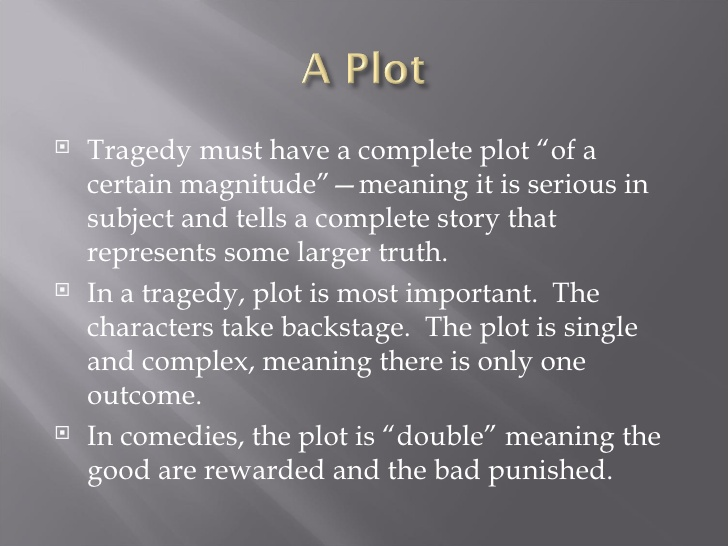 A Plot
Tragedy must have a complete plot “of a
certain magnitude”—meaning it is serious in
subject and tells a complete story that
represents some larger truth.
In a tragedy, plot is most important.  The
characters take backstage.  The plot is single
and complex, meaning there is only one
outcome.
In comedies, the plot is “double” meaning the
good are rewarded and the bad punished.